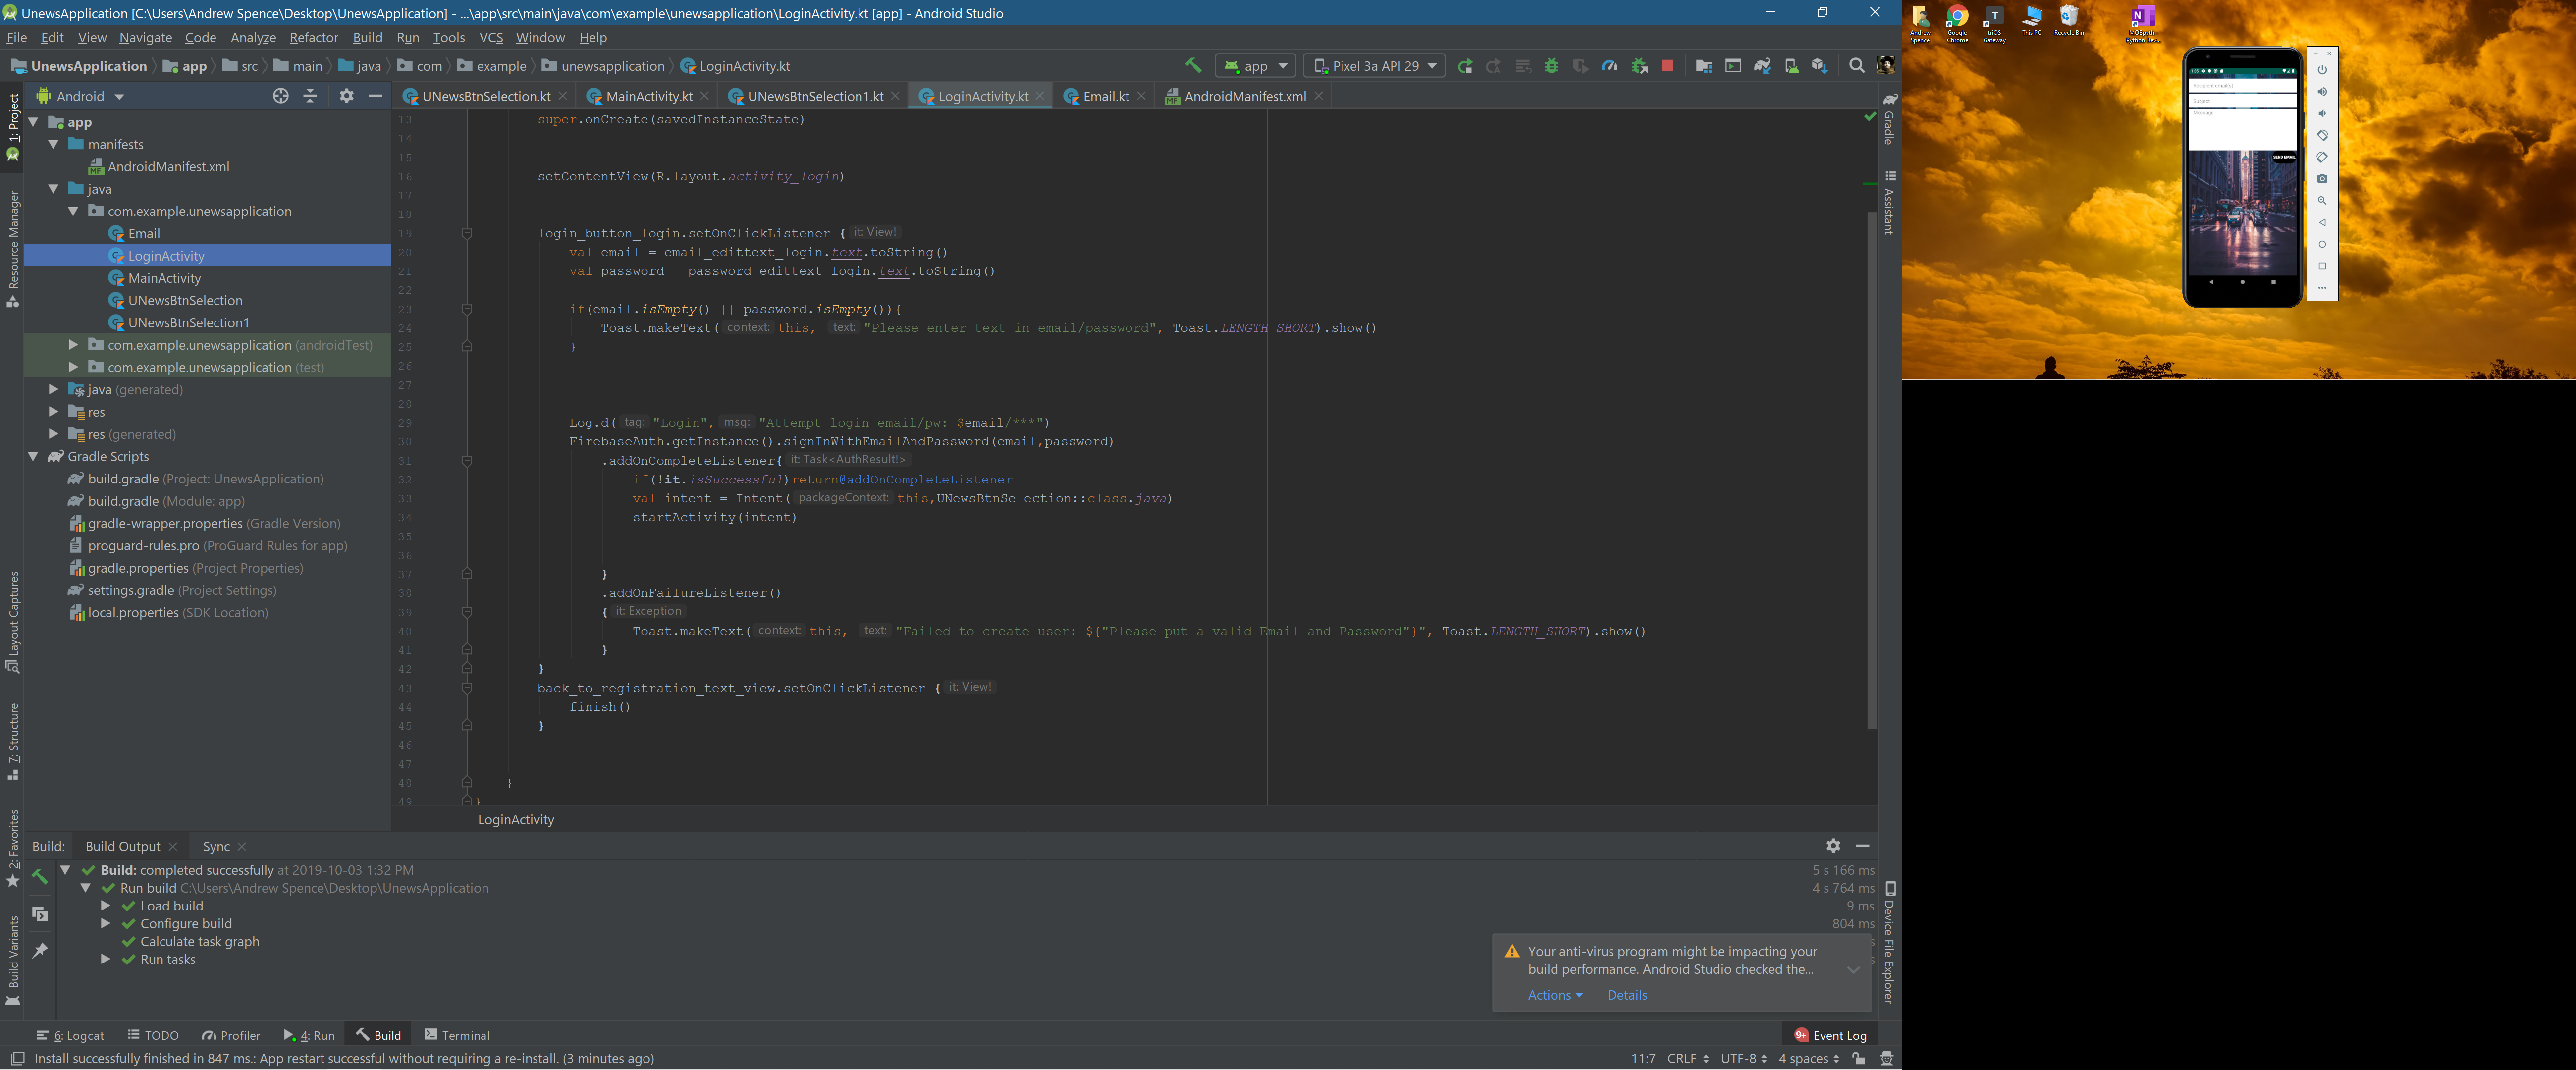 UnewsApplication [C:\Users\Andrew Spence\Desktop\UnewsApplication] - ...\app\src\main\java\com\example\unewsapplication\LoginActivity.kt [app] - Android Studio
File Edit View Navigate Code Analyze Refactor Build Run Tools VCS Window Help
UnewsApplication app src main java com example unewsapplication LoginActivity.kt app Pixel 3a API 29
Android
UNewsBtnSelection.kt MainActivity.kt UNewsBtnSelection1.kt LoginActivity.kt Email.kt AndroidManifest.xml
1: Project
Resource Manager
Layout Captures
7: Structure
2: Favorites
Build Variants
app
manifests
AndroidManifest.xml
java
com.example.unewsapplication
Email
LoginActivity
MainActivity
UNewsBtnSelection
UNewsBtnSelection1
com.example.unewsapplication (androidTest)
com.example.unewsapplication (test)
java (generated)
res
res (generated)
Gradle Scripts
build.gradle (Project: UnewsApplication)
build.gradle (Module: app)
gradle-wrapper.properties (Gradle Version)
proguard-rules.pro (ProGuard Rules for app)
gradle.properties (Project Properties)
settings.gradle (Project Settings)
local.properties (SDK Location)
13 super.onCreate(savedInstanceState)
14
15
16 setContentView(R.layout.activity_login)
17
18
19 login_button_login.setOnClickListener { it: View!
20 val email = email_edittext_login.text.toString()
21 val password = password_edittext_login.text.toString()
22
23 if(email.isEmpty() || password.isEmpty()){
24 Toast.makeText( context: this, text: "Please enter text in email/password", Toast.LENGTH_SHORT).show()
25 }
26
27
28
29 Log.d( tag: "Login", msg: "Attempt login email/pw: $email/***")
30 FirebaseAuth.getInstance().signInWithEmailAndPassword(email,password)
31 .addOnCompleteListener{ it: Task<AuthResult!>
32 if(!it.isSuccessful)return@addOnCompleteListener
33 val intent = Intent( packageContext: this,UNewsBtnSelection::class.java)
34 startActivity(intent)
35
36
37 }
38 .addOnFailureListener()
39 { it: Exception
40 Toast.makeText( context: this, text: "Failed to create user: ${"Please put a valid Email and Password"}", Toast.LENGTH_SHORT).show()
41 }
42 }
43 back_to_registration_text_view.setOnClickListener { it: View!
44 finish()
45 }
46
47
48 }
49 }
LoginActivity
Gradle
Assistant
Device File Explorer
Build: Build Output Sync
Build: completed successfully at 2019-10-03 1:32 PM 5 s 166 ms
Run build C:\Users\Andrew Spence\Desktop\UnewsApplication 4 s 764 ms
Load build 9 ms
Configure build 804 ms
Calculate task graph
Run tasks
Your anti-virus program might be impacting your
build performance. Android Studio checked the...
Actions Details
6: Logcat TODO Profiler 4: Run Build Terminal 9+ Event Log
Install successfully finished in 847 ms.: App restart successful without requiring a re-install. (3 minutes ago) 11:7 CRLF UTF-8 4 spaces
Andrew Spence
Google Chrome
T
triOS Gateway
This PC
Recycle Bin
N
Subject
Message
SEND EMAIL